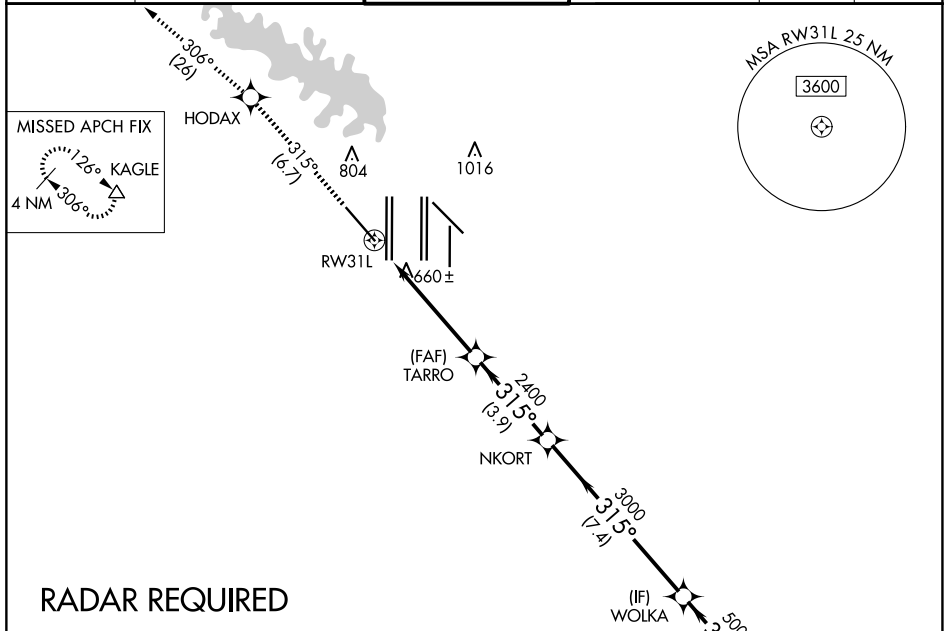 306°
(26)
HODAX
MSA RW31L 25 NM
3600
MISSED APCH FIX
126°
KAGLE
4 NM
306°
315°
(6.7)
804
1016
RW31L
660 ±
(FAF)
TARRO
2400
315°
(3.9)
NKORT
3000
315°
(7.4)
RADAR REQUIRED
(IF)
WOLKA